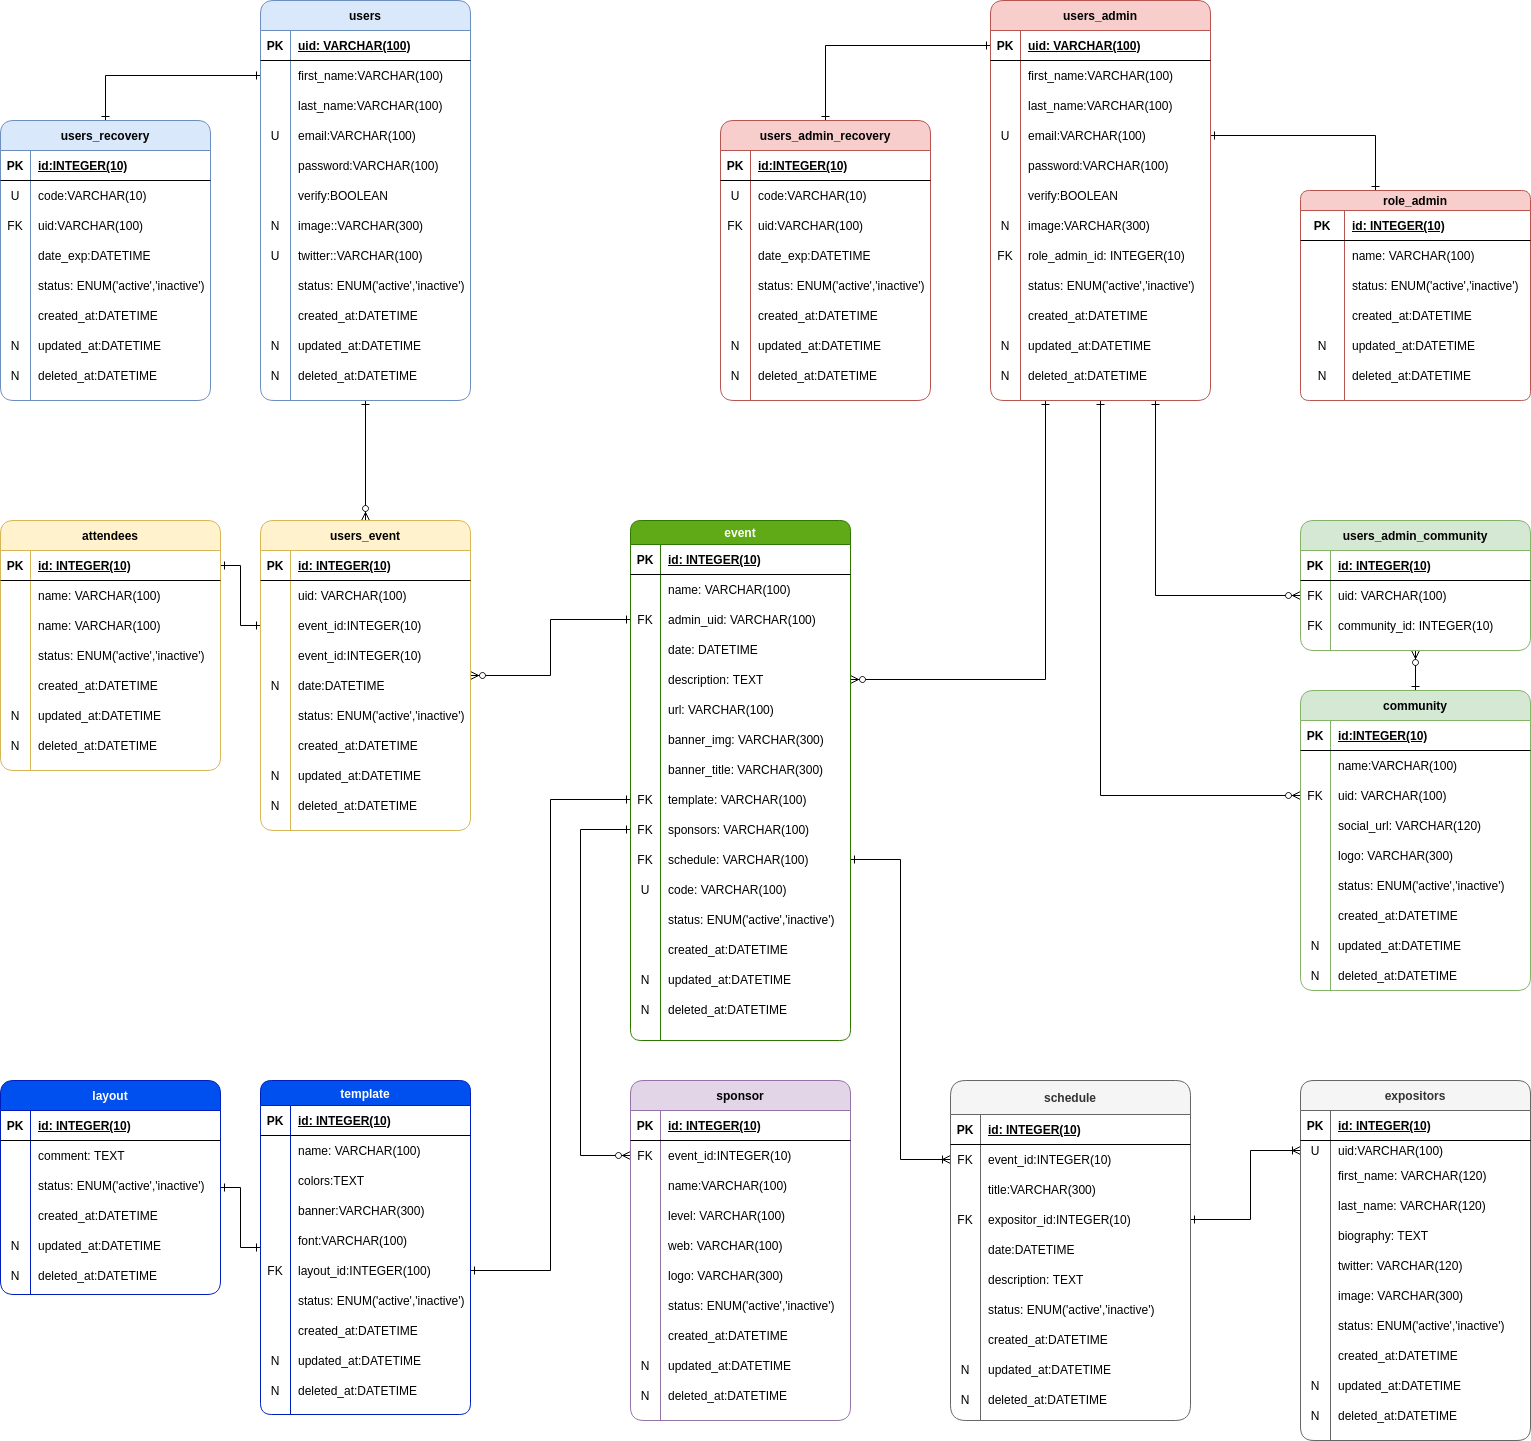 users
PK uid: VARCHAR(100)
first_name:VARCHAR(100)
last_name:VARCHAR(100)
U email:VARCHAR(100)
password:VARCHAR(100)
verify:BOOLEAN
N image::VARCHAR(300)
U twitter::VARCHAR(100)
status: ENUM('active','inactive')
created_at:DATETIME
N updated_at:DATETIME
N deleted_at:DATETIME
users_admin
PK uid: VARCHAR(100)
first_name:VARCHAR(100)
last_name:VARCHAR(100)
U email:VARCHAR(100)
password:VARCHAR(100)
verify:BOOLEAN
N image:VARCHAR(300)
FK role_admin_id: INTEGER(10)
status: ENUM('active','inactive')
created_at:DATETIME
N updated_at:DATETIME
N deleted_at:DATETIME
users_recovery
PK id:INTEGER(10)
U code:VARCHAR(10)
FK uid:VARCHAR(100)
date_exp:DATETIME
status: ENUM('active','inactive')
created_at:DATETIME
N updated_at:DATETIME
N deleted_at:DATETIME
users_admin_recovery
PK id:INTEGER(10)
U code:VARCHAR(10)
FK uid:VARCHAR(100)
date_exp:DATETIME
status: ENUM('active','inactive')
created_at:DATETIME
N updated_at:DATETIME
N deleted_at:DATETIME
role_admin
PK id: INTEGER(10)
name: VARCHAR(100)
status: ENUM('active','inactive')
created_at:DATETIME
N updated_at:DATETIME
N deleted_at:DATETIME
attendees
PK id: INTEGER(10)
name: VARCHAR(100)
name: VARCHAR(100)
status: ENUM('active','inactive')
created_at:DATETIME
N updated_at:DATETIME
N deleted_at:DATETIME
users_event
PK id: INTEGER(10)
uid: VARCHAR(100)
event_id:INTEGER(10)
event_id:INTEGER(10)
N date:DATETIME
status: ENUM('active','inactive')
created_at:DATETIME
N updated_at:DATETIME
N deleted_at:DATETIME
event
PK id: INTEGER(10)
name: VARCHAR(100)
FK admin_uid: VARCHAR(100)
date: DATETIME
description: TEXT
url: VARCHAR(100)
banner_img: VARCHAR(300)
banner_title: VARCHAR(300)
FK template: VARCHAR(100)
FK sponsors: VARCHAR(100)
FK schedule: VARCHAR(100)
U code: VARCHAR(100)
status: ENUM('active','inactive')
created_at:DATETIME
N updated_at:DATETIME
N deleted_at:DATETIME
users_admin_community
PK id: INTEGER(10)
FK uid: VARCHAR(100)
FK community_id: INTEGER(10)
community
PK id:INTEGER(10)
name:VARCHAR(100)
FK uid: VARCHAR(100)
social_url: VARCHAR(120)
logo: VARCHAR(300)
status: ENUM('active','inactive')
created_at:DATETIME
N updated_at:DATETIME
N deleted_at:DATETIME
layout
PK id: INTEGER(10)
comment: TEXT
status: ENUM('active','inactive')
created_at:DATETIME
N updated_at:DATETIME
N deleted_at:DATETIME
template
PK id: INTEGER(10)
name: VARCHAR(100)
colors:TEXT
banner:VARCHAR(300)
font:VARCHAR(100)
FK layout_id:INTEGER(100)
status: ENUM('active','inactive')
created_at:DATETIME
N updated_at:DATETIME
N deleted_at:DATETIME
sponsor
PK id: INTEGER(10)
FK event_id:INTEGER(10)
name:VARCHAR(100)
level: VARCHAR(100)
web: VARCHAR(100)
logo: VARCHAR(300)
status: ENUM('active','inactive')
created_at:DATETIME
N updated_at:DATETIME
N deleted_at:DATETIME
schedule
PK id: INTEGER(10)
FK event_id:INTEGER(10)
title:VARCHAR(300)
FK expositor_id:INTEGER(10)
date:DATETIME
description: TEXT
status: ENUM('active','inactive')
created_at:DATETIME
N updated_at:DATETIME
N deleted_at:DATETIME
expositors
PK id: INTEGER(10)
U uid:VARCHAR(100)
first_name: VARCHAR(120)
last_name: VARCHAR(120)
biography: TEXT
twitter: VARCHAR(120)
image: VARCHAR(300)
status: ENUM('active','inactive')
created_at:DATETIME
N updated_at:DATETIME
N deleted_at:DATETIME